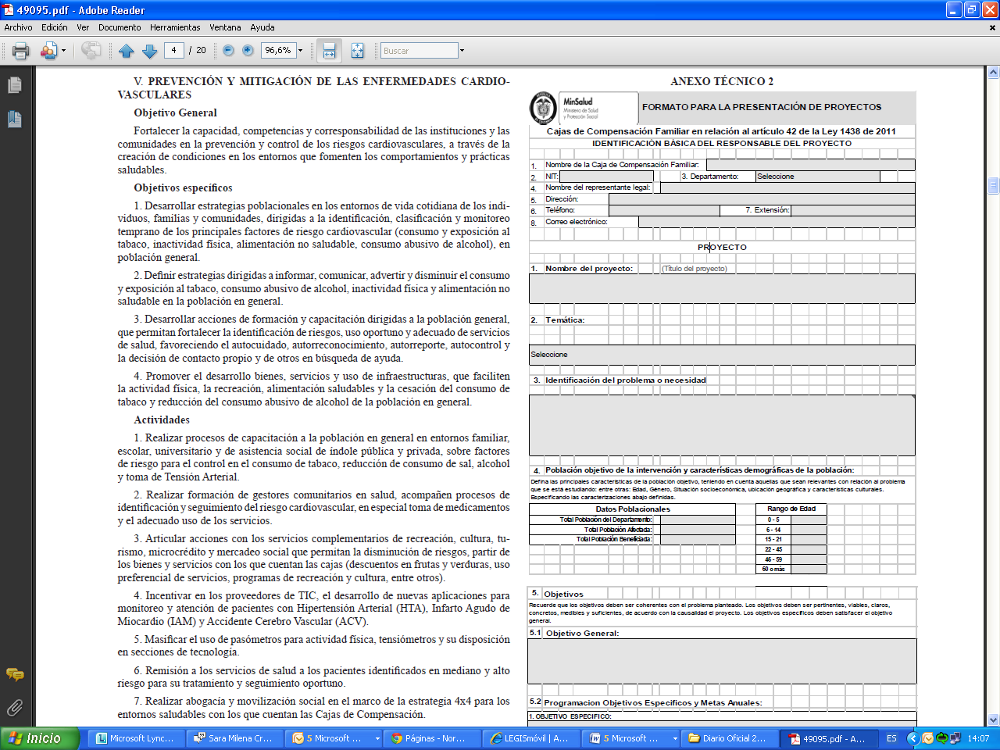 49095.pdf - Adobe Reader
Archivo Edición Ver Documento Herramientas Ventana Ayuda
4 / 20 96,6% Buscar
V. PREVENCIÓN Y MITIGACIÓN DE LAS ENFERMEDADES CARDIO-
VASCULARES
Objetivo General
Fortalecer la capacidad, competencias y corresponsabilidad de las instituciones y las
comunidades en la prevención y control de los riesgos cardiovasculares, a través de la
creación de condiciones en los entornos que fomenten los comportamientos y prácticas
saludables.
Objetivos específicos
1. Desarrollar estrategias poblacionales en los entornos de vida cotidiana de los indi-
viduos, familias y comunidades, dirigidas a la identificación, clasificación y monitoreo
temprano de los principales factores de riesgo cardiovascular (consumo y exposición al
tabaco, inactividad física, alimentación no saludable, consumo abusivo de alcohol), en
población general.
2. Definir estrategias dirigidas a informar, comunicar, advertir y disminuir el consumo
y exposición al tabaco, consumo abusivo de alcohol, inactividad física y alimentación no
saludable en la población en general.
3. Desarrollar acciones de formación y capacitación dirigidas a la población general,
que permitan fortalecer la identificación de riesgos, uso oportuno y adecuado de servicios
de salud, favoreciendo el autocuidado, autorreconocimiento, autorreporte, autocontrol y
la decisión de contacto propio y de otros en búsqueda de ayuda.
4. Promover el desarrollo bienes, servicios y uso de infraestructuras, que faciliten
la actividad física, la recreación, alimentación saludables y la cesación del consumo de
tabaco y reducción del consumo abusivo de alcohol de la población en general.
Actividades
1. Realizar procesos de capacitación a la población en general en entornos familiar,
escolar, universitario y de asistencia social de índole pública y privada, sobre factores
de riesgo para el control en el consumo de tabaco, reducción de consumo de sal, alcohol
y toma de Tensión Arterial.
2. Realizar formación de gestores comunitarios en salud, acompañen procesos de
identificación y seguimiento del riesgo cardiovascular, en especial toma de medicamentos
y el adecuado uso de los servicios.
3. Articular acciones con los servicios complementarios de recreación, cultura, tu-
rismo, microcrédito y mercadeo social que permitan la disminución de riesgos, partir de
los bienes y servicios con los que cuentan las cajas (descuentos en frutas y verduras, uso
preferencial de servicios, programas de recreación y cultura, entre otros).
4. Incentivar en los proveedores de TIC, el desarrollo de nuevas aplicaciones para
monitoreo y atención de pacientes con Hipertensión Arterial (HTA), Infarto Agudo de
Miocardio (IAM) y Accidente Cerebro Vascular (ACV).
5. Masificar el uso de pasómetros para actividad física, tensiómetros y su disposición
en secciones de tecnología.
6. Remisión a los servicios de salud a los pacientes identificados en mediano y alto
riesgo para su tratamiento y seguimiento oportuno.
7. Realizar abogacía y movilización social en el marco de la estrategia 4x4 para los
entornos saludables con los que cuentan las Cajas de Compensación.
ANEXO TÉCNICO 2
MinSalud
Ministerio de Salud
y Protección Social
FORMATO PARA LA PRESENTACIÓN DE PROYECTOS
Cajas de Compensación Familiar en relación al artículo 42 de la Ley 1438 de 2011
IDENTIFICACIÓN BÁSICA DEL RESPONSABLE DEL PROYECTO
1. Nombre de la Caja de Compensación Familiar:
2. NIT: 3. Departamento: Seleccione
4. Nombre del representante legal:
5. Dirección:
6. Teléfono: 7. Extensión:
8. Correo electrónico:
PROYECTO
1. Nombre del proyecto: (Título del proyecto)
2. Temática:
Seleccione
3. Identificación del problema o necesidad
4. Población objetivo de la intervención y características demográficas de la población:
Defina las principales características de la población objetivo, teniendo en cuenta aquellas que sean relevantes con relación al problema
que se está estudiando: entre otras: Edad, Género, Situación socioeconómica, ubicación geográfica y características culturales.
Especificando las caracterizaciones abajo definidas.
Datos Poblacionales Rango de Edad
Total Población del Departamento: 0 - 5
Total Población Afectada: 6 - 14
Total Población Beneficiada: 15 - 21
22 - 45
46 - 59
60 o más
5. Objetivos
Recuerde que los objetivos deben ser coherentes con el problema planteado. Los objetivos deben ser pertinentes, viables, claros,
concretos, medibles y suficientes, de acuerdo con la causalidad el proyecto. Los objetivos específicos deben satisfacer el objetivo
general.
5.1 Objetivo General:
5.2 Programacion Objetivos Específicos y Metas Anuales:
1. OBJETIVO ESPECIFICO:
Inicio Microsoft Lync... Sara Milena Cr... 5 Microsoft ... Páginas - Nor... LEGISmóvil | A... 5 Microsoft ... Diario Oficial 2... 49095.pdf - A... ES 14:07